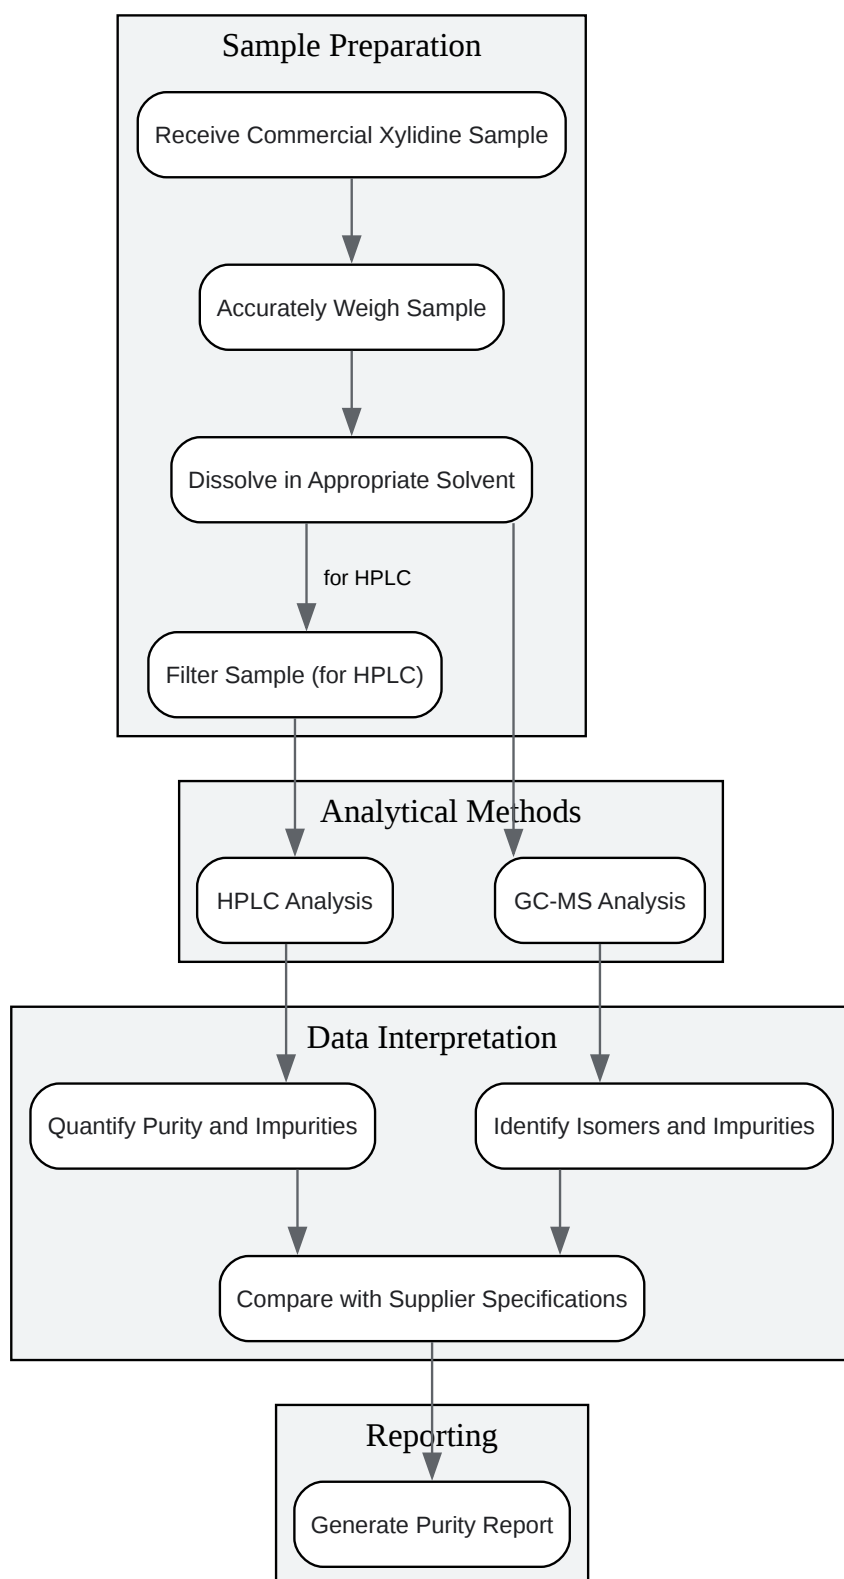 Sample Preparation
Receive Commercial Xylidine Sample
Accurately Weigh Sample
Dissolve in Appropriate Solvent
for HPLC
Filter Sample (for HPLC)
Analytical Methods
HPLC Analysis
GC-MS Analysis
Data Interpretation
Quantify Purity and Impurities
Identify Isomers and Impurities
Compare with Supplier Specifications
Reporting
Generate Purity Report